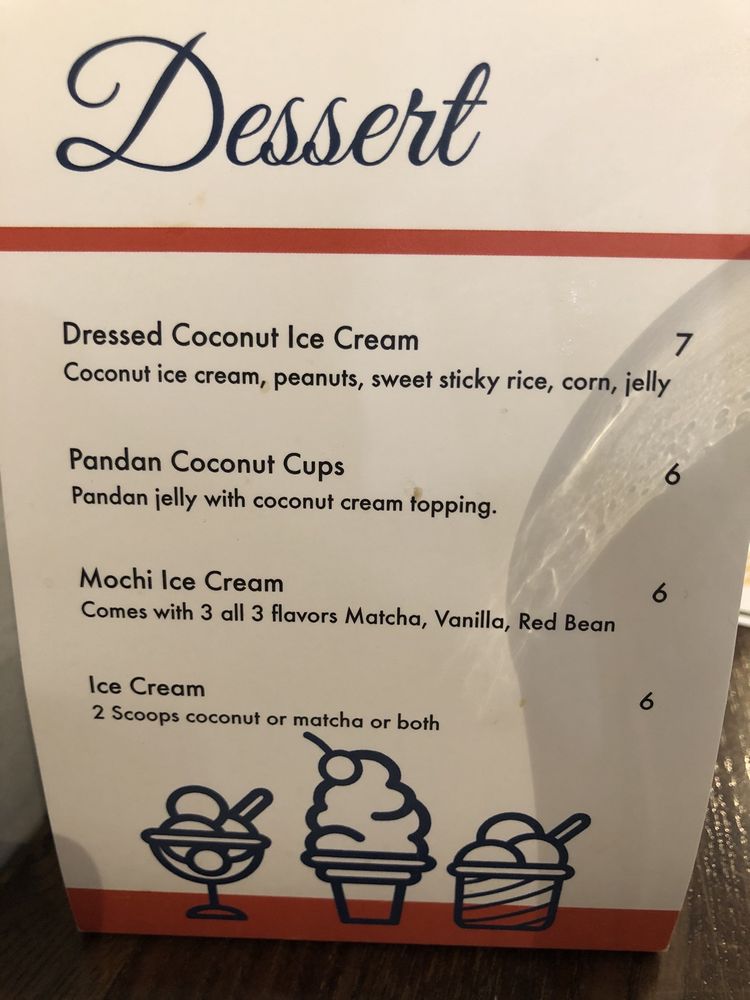 Dessert
Dressed Coconut Ice Cream 7
Coconut ice cream, peanuts, sweet sticky rice, corn, jelly
Pandan Coconut Cups 6
Pandan jelly with coconut cream topping.
Mochi Ice Cream 6
Comes with 3 all 3 flavors Matcha, Vanilla, Red Bean
Ice Cream 6
2 Scoops coconut or matcha or both